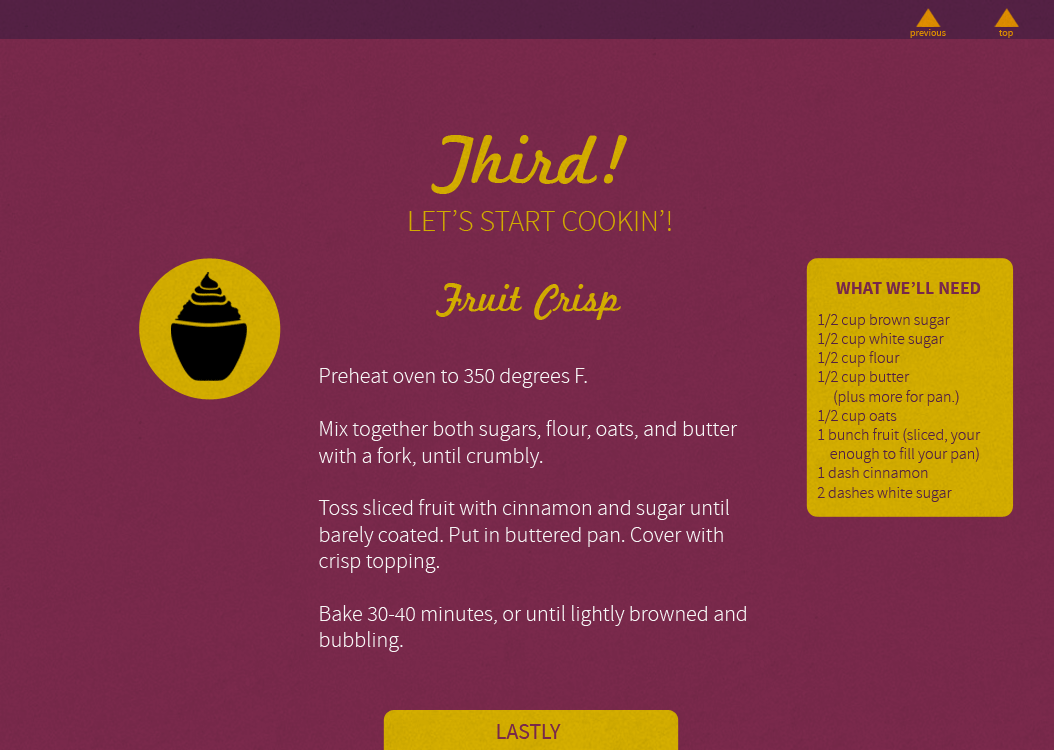 previous
top
Third!
LET’S START COOKIN’!
Fruit Crisp
Preheat oven to 350 degrees F.
Mix together both sugars, flour, oats, and butter
with a fork, until crumbly.
Toss sliced fruit with cinnamon and sugar until
barely coated. Put in buttered pan. Cover with
crisp topping.
Bake 30-40 minutes, or until lightly browned and
bubbling.
WHAT WE’LL NEED
1/2 cup brown sugar
1/2 cup white sugar
1/2 cup flour
1/2 cup butter
(plus more for pan.)
1/2 cup oats
1 bunch fruit (sliced, your
enough to fill your pan)
1 dash cinnamon
2 dashes white sugar
LASTLY